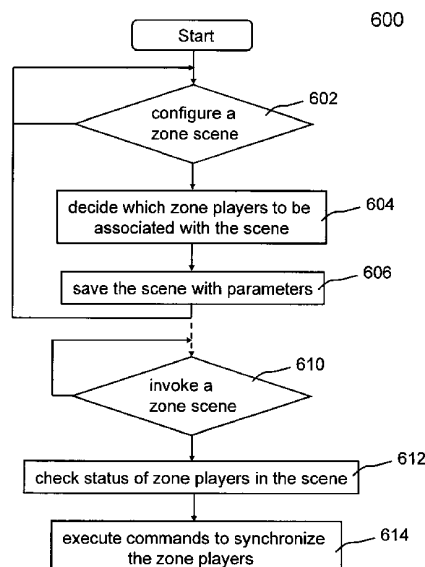 600
Start
602
configure a
zone scene
604
decide which zone players to be
associated with the scene
606
save the scene with parameters
610
invoke a
zone scene
612
check status of zone players in the scene
614
execute commands to synchronize
the zone players